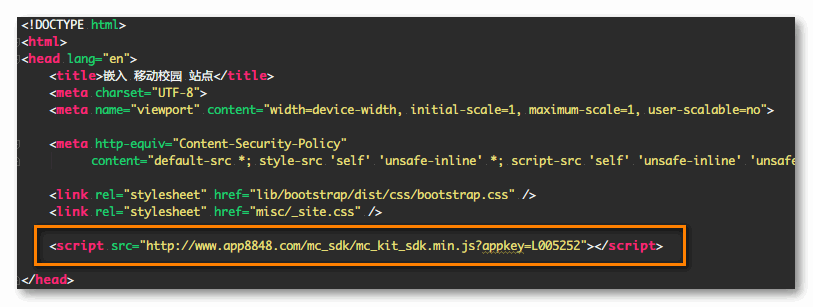 <!DOCTYPE html>
<html>
<head lang="en">
<title>嵌入 移动校园 站点</title>
<meta charset="UTF-8">
<meta name="viewport" content="width=device-width, initial-scale=1, maximum-scale=1, user-scalable=no">
<meta http-equiv="Content-Security-Policy"
content="default-src *; style-src 'self' 'unsafe-inline' *; script-src 'self' 'unsafe-inline' 'unsafe
<link rel="stylesheet" href="lib/bootstrap/dist/css/bootstrap.css" />
<link rel="stylesheet" href="misc/_site.css" />
<script src="http://www.app8848.com/mc_sdk/mc_kit_sdk.min.js?appkey=L005252"></script>
</head>